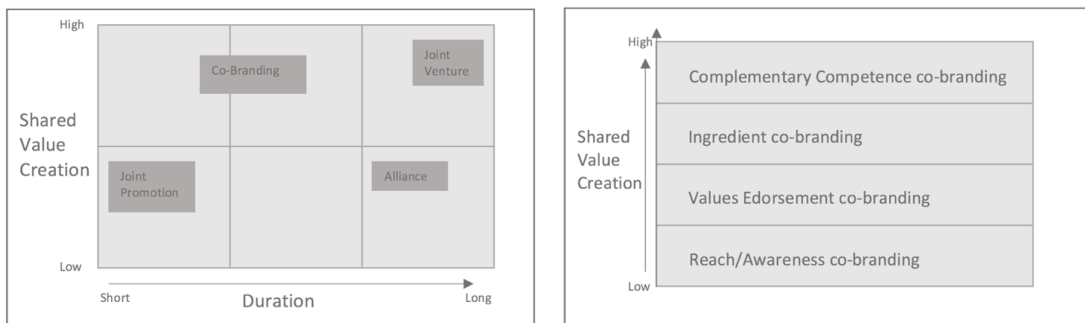 High
Co-Branding
Joint
Venture
Shared
Value
Creation
Joint
Promotion
Alliance
Low
Short
Duration
Long
High
Complementary Competence co-branding
Ingredient co-branding
Shared
Value
Creation
Values Edorsement co-branding
Reach/Awareness co-branding
Low